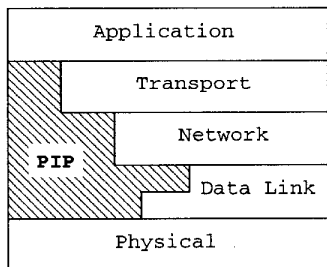 Application
Transport
Network
PIP
Data Link
Physical